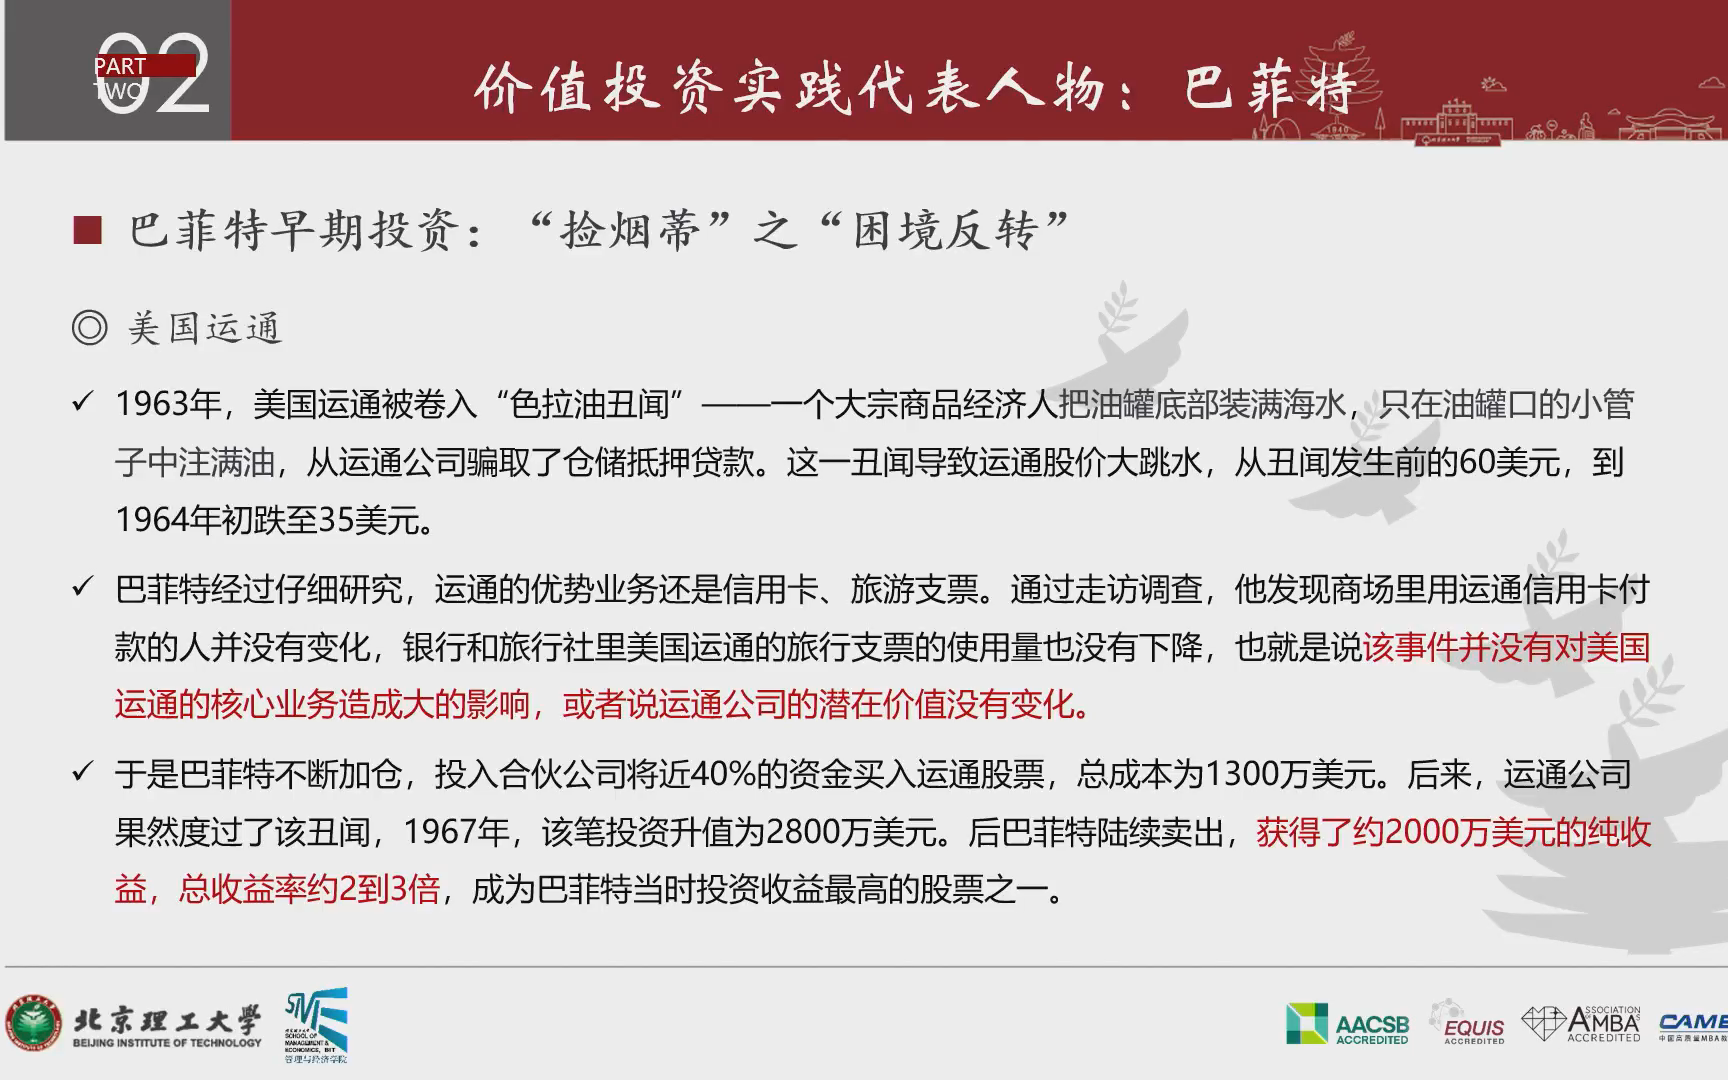 02
PART
TWO
价值投资实践代表人物：巴菲特
1940
巴菲特早期投资：“捡烟蒂”之“困境反转”
◎ 美国运通
✓ 1963年，美国运通被卷入“色拉油丑闻”——一个大宗商品经济人把油罐底部装满海水，只在油罐口的小管
子中注满油，从运通公司骗取了仓储抵押贷款。这一丑闻导致运通股价大跳水，从丑闻发生前的60美元，到
1964年初跌至35美元。
✓ 巴菲特经过仔细研究，运通的优势业务还是信用卡、旅游支票。通过走访调查，他发现商场里用运通信用卡付
款的人并没有变化，银行和旅行社里美国运通的旅行支票的使用量也没有下降，也就是说该事件并没有对美国
运通的核心业务造成大的影响，或者说运通公司的潜在价值没有变化。
✓ 于是巴菲特不断加仓，投入合伙公司将近40%的资金买入运通股票，总成本为1300万美元。后来，运通公司
果然度过了该丑闻，1967年，该笔投资升值为2800万美元。后巴菲特陆续卖出，获得了约2000万美元的纯收
益，总收益率约2到3倍，成为巴菲特当时投资收益最高的股票之一。
北京理工大学
BEIJING INSTITUTE OF TECHNOLOGY
SME
SCHOOL OF
MANAGEMENT &
ECONOMICS, BIT
管理与经济学院
AACSB
ACCREDITED
EQUIS
ACCREDITED
ASSOCIATION
OF AMBAs
ACCREDITED
CAME
中国高质量MBA教